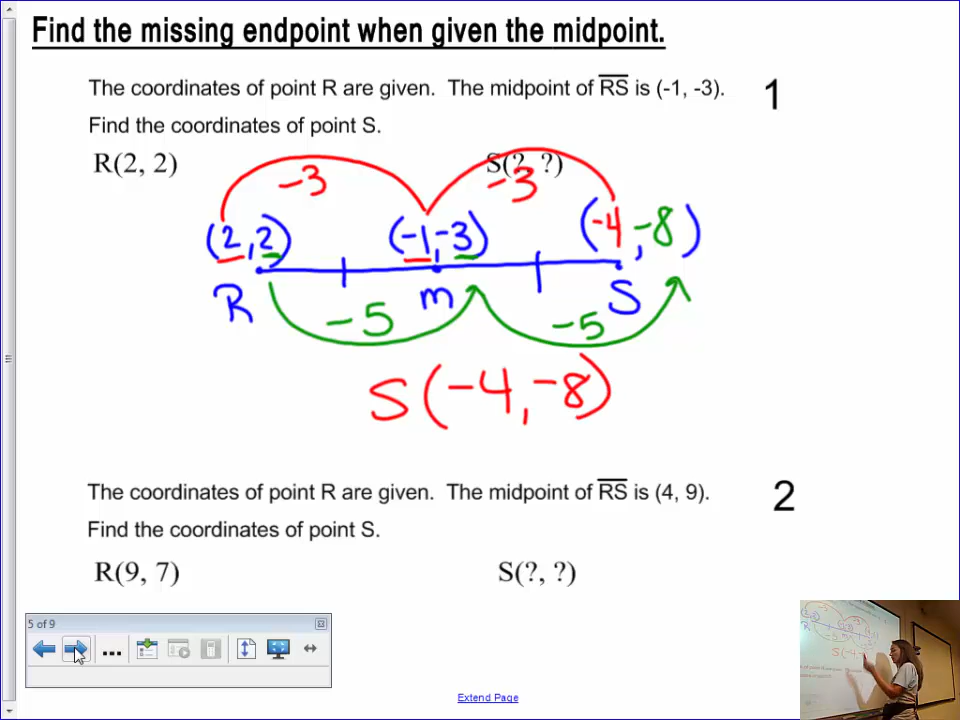 Find the missing endpoint when given the midpoint.
The coordinates of point R are given. The midpoint of RS is (-1, -3). 1
Find the coordinates of point S.
R(2, 2) S(?, ?)
-3 -3
(2,2) (-1,-3) (-4,-8)
R m S
-5 -5
S(-4,-8)
The coordinates of point R are given. The midpoint of RS is (4, 9). 2
Find the coordinates of point S.
R(9, 7) S(?, ?)
5 of 9
...
Extend Page